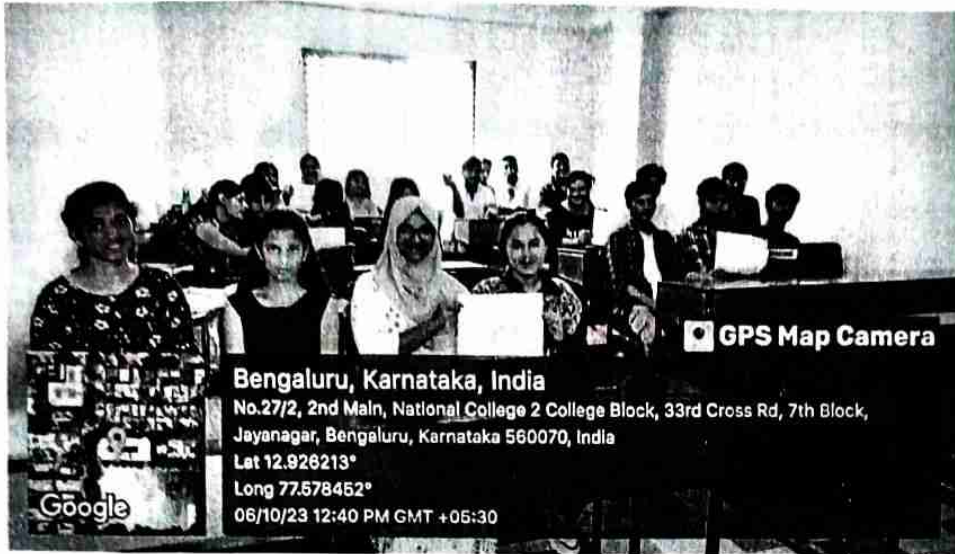 GPS Map Camera
Bengaluru, Karnataka, India
No.27/2, 2nd Main, National College 2 College Block, 33rd Cross Rd, 7th Block,
Jayanagar, Bengaluru, Karnataka 560070, India
Lat 12.926213°
Long 77.578452°
06/10/23 12:40 PM GMT +05:30
Google